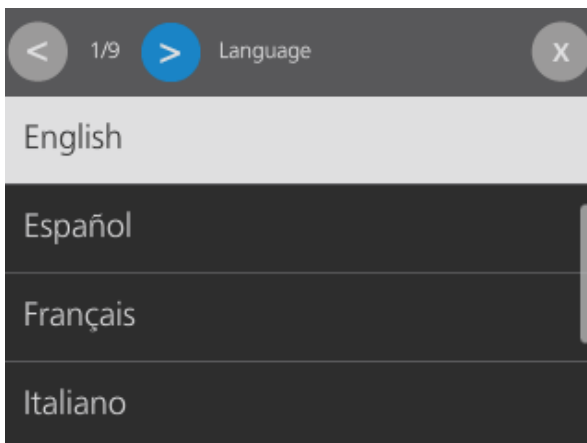 < 1/9 > Language X
English
Español
Français
Italiano